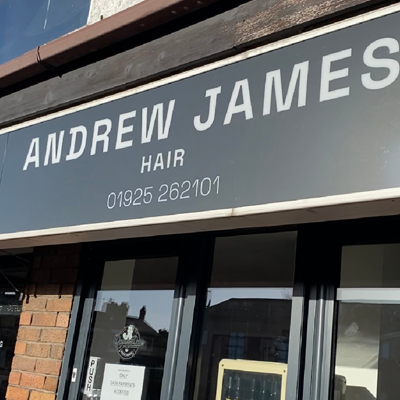 ANDREW JAMES
HAIR
01925 262101
PUSH